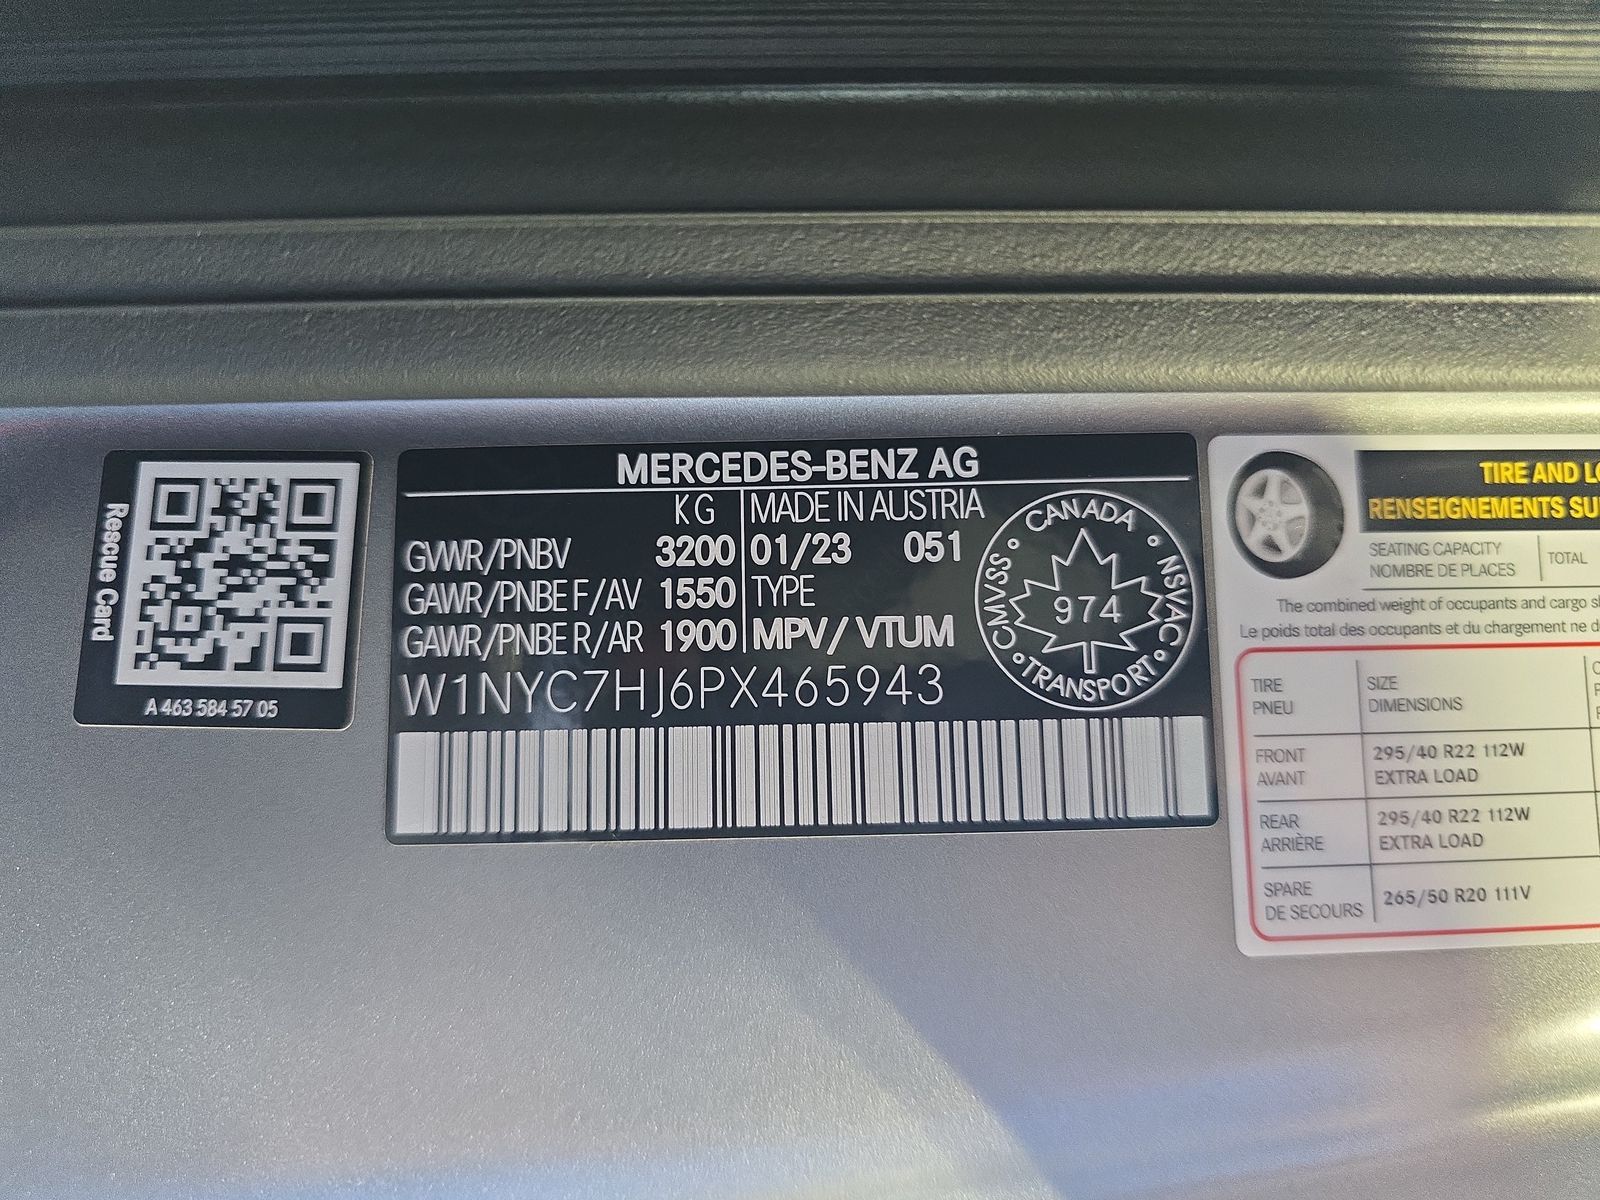 Rescue Card
A 463 584 57 05
MERCEDES-BENZ AG
KG
MADE IN AUSTRIA
GVWR/PNBV 3200
01/23 051
GAWR/PNBE F/AV 1550
TYPE
GAWR/PNBE R/AR 1900
MPV/VTUM
W1NYC7HJ6PX465943
CANADA
CMVSS
NSVAC
974
TRANSPORT
TIRE AND
RENSEIGNEMENTS
SEATING CAPACITY
NOMBRE DE PLACES
TOTAL
The combined weight of occupants and cargo
Le poids total des occupants et du chargement ne
TIRE
PNEU
SIZE
DIMENSIONS
FRONT
AVANT
295/40 R22 112W
EXTRA LOAD
REAR
ARRIÈRE
295/40 R22 112W
EXTRA LOAD
SPARE
DE SECOURS
265/50 R20 111V